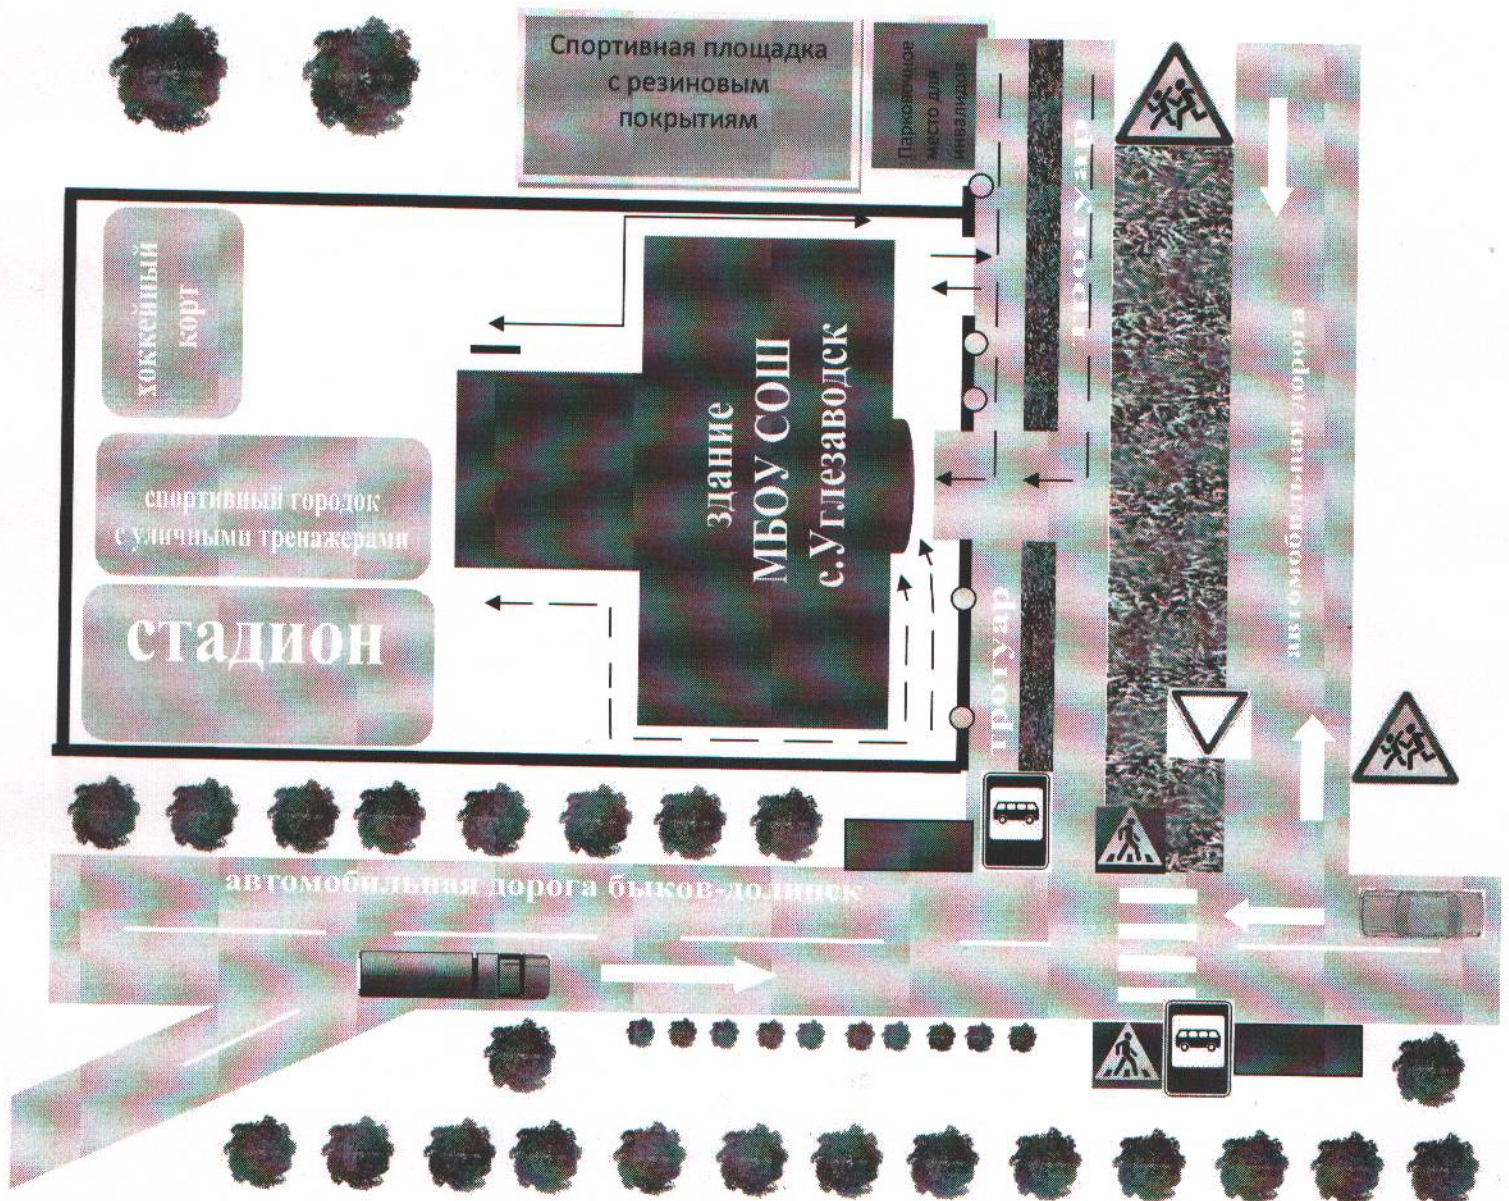 Спортивная площадка
с резиновым
покрытиям
Парковочное
место для
инвалидов
тротуар
хоккейный
корт
здание
МБОУ СОШ
с.Углезаводск
автомобильная дорога
спортивный городок
с уличными тренажерами
стадион
тротуар
автомобильная дорога быков-долинск